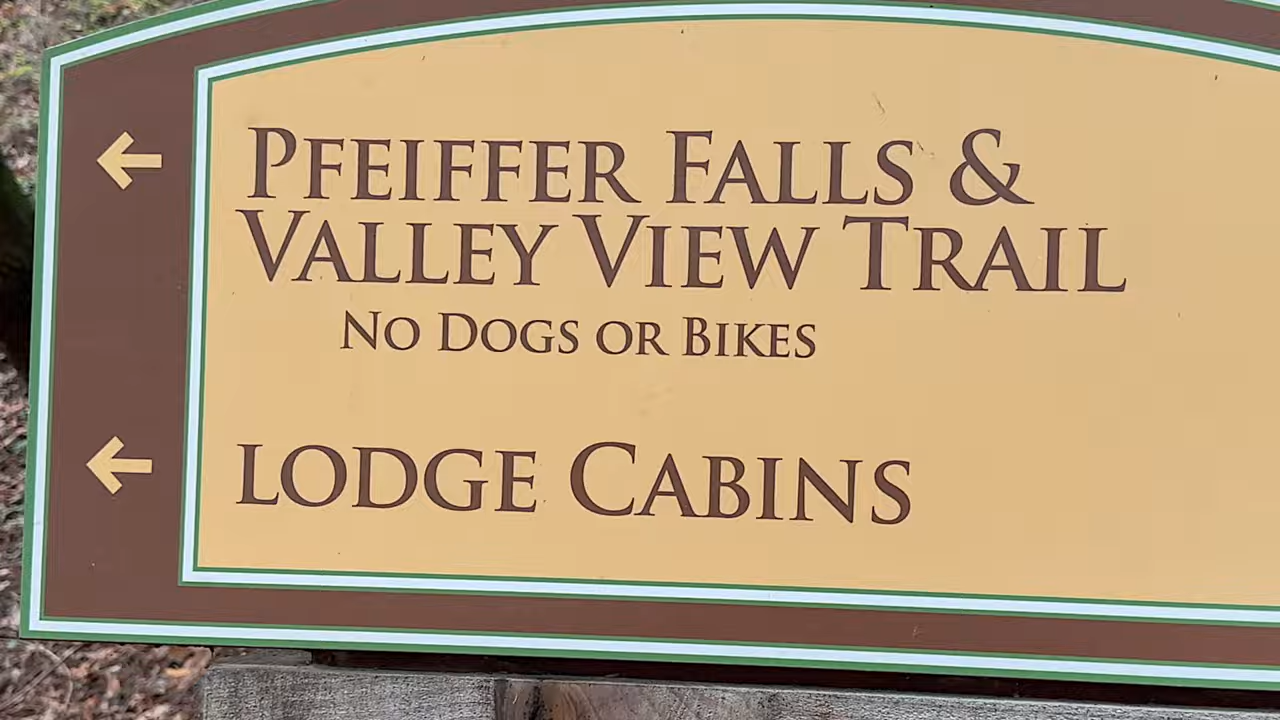 ← PFEIFFER FALLS &
VALLEY VIEW TRAIL
NO DOGS OR BIKES
← LODGE CABINS